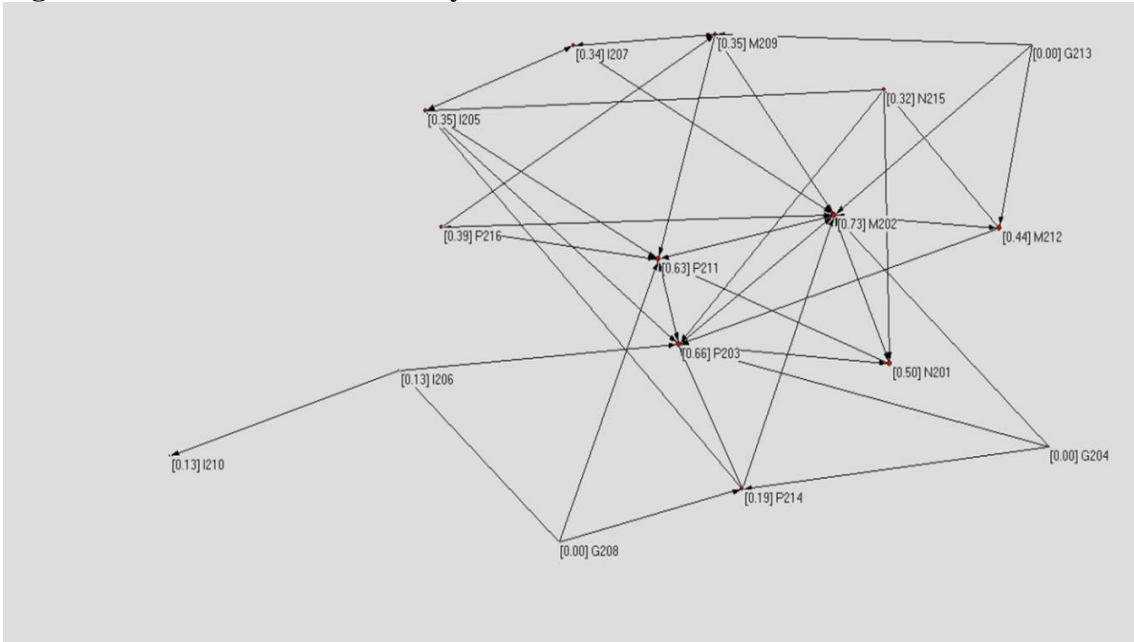 [0.34] I207
[0.35] M209
[0.00] G213
[0.32] N215
[0.35] I205
[0.39] P216
[0.73] M202
[0.44] M212
[0.63] P211
[0.66] P203
[0.50] N201
[0.13] I206
[0.00] G204
[0.13] I210
[0.19] P214
[0.00] G208